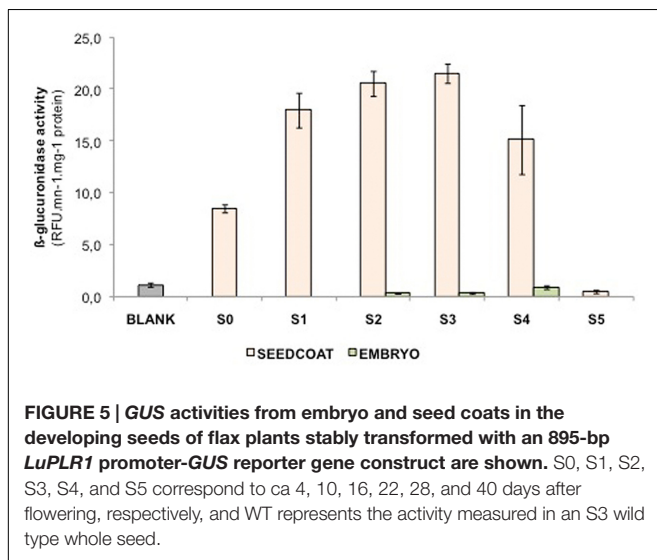 25,0
20,0
15,0
10,0
5,0
0,0
ß-glucuronidase activity
(RFU.mn-1.mg-1 protein)
BLANK S0 S1 S2 S3 S4 S5
SEEDCOAT EMBRYO
FIGURE 5 | GUS activities from embryo and seed coats in the
developing seeds of flax plants stably transformed with an 895-bp
LuPLR1 promoter-GUS reporter gene construct are shown. S0, S1, S2,
S3, S4, and S5 correspond to ca 4, 10, 16, 22, 28, and 40 days after
flowering, respectively, and WT represents the activity measured in an S3 wild
type whole seed.